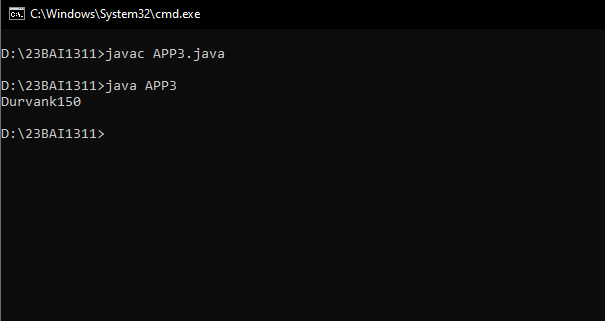 C:\Windows\System32\cmd.exe
D:\23BAI1311>javac APP3.java
D:\23BAI1311>java APP3
Durvank150
D:\23BAI1311>